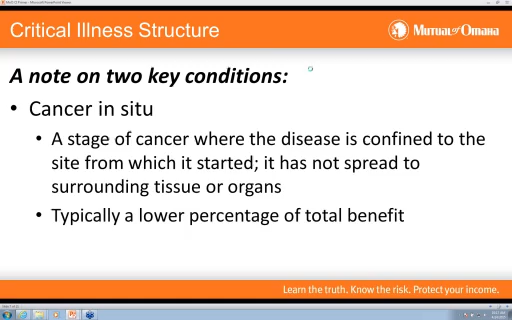 Critical Illness Structure
Mutual of Omaha
A note on two key conditions:
• Cancer in situ
• A stage of cancer where the disease is confined to the
site from which it started; it has not spread to
surrounding tissue or organs
• Typically a lower percentage of total benefit
Learn the truth. Know the risk. Protect your income.